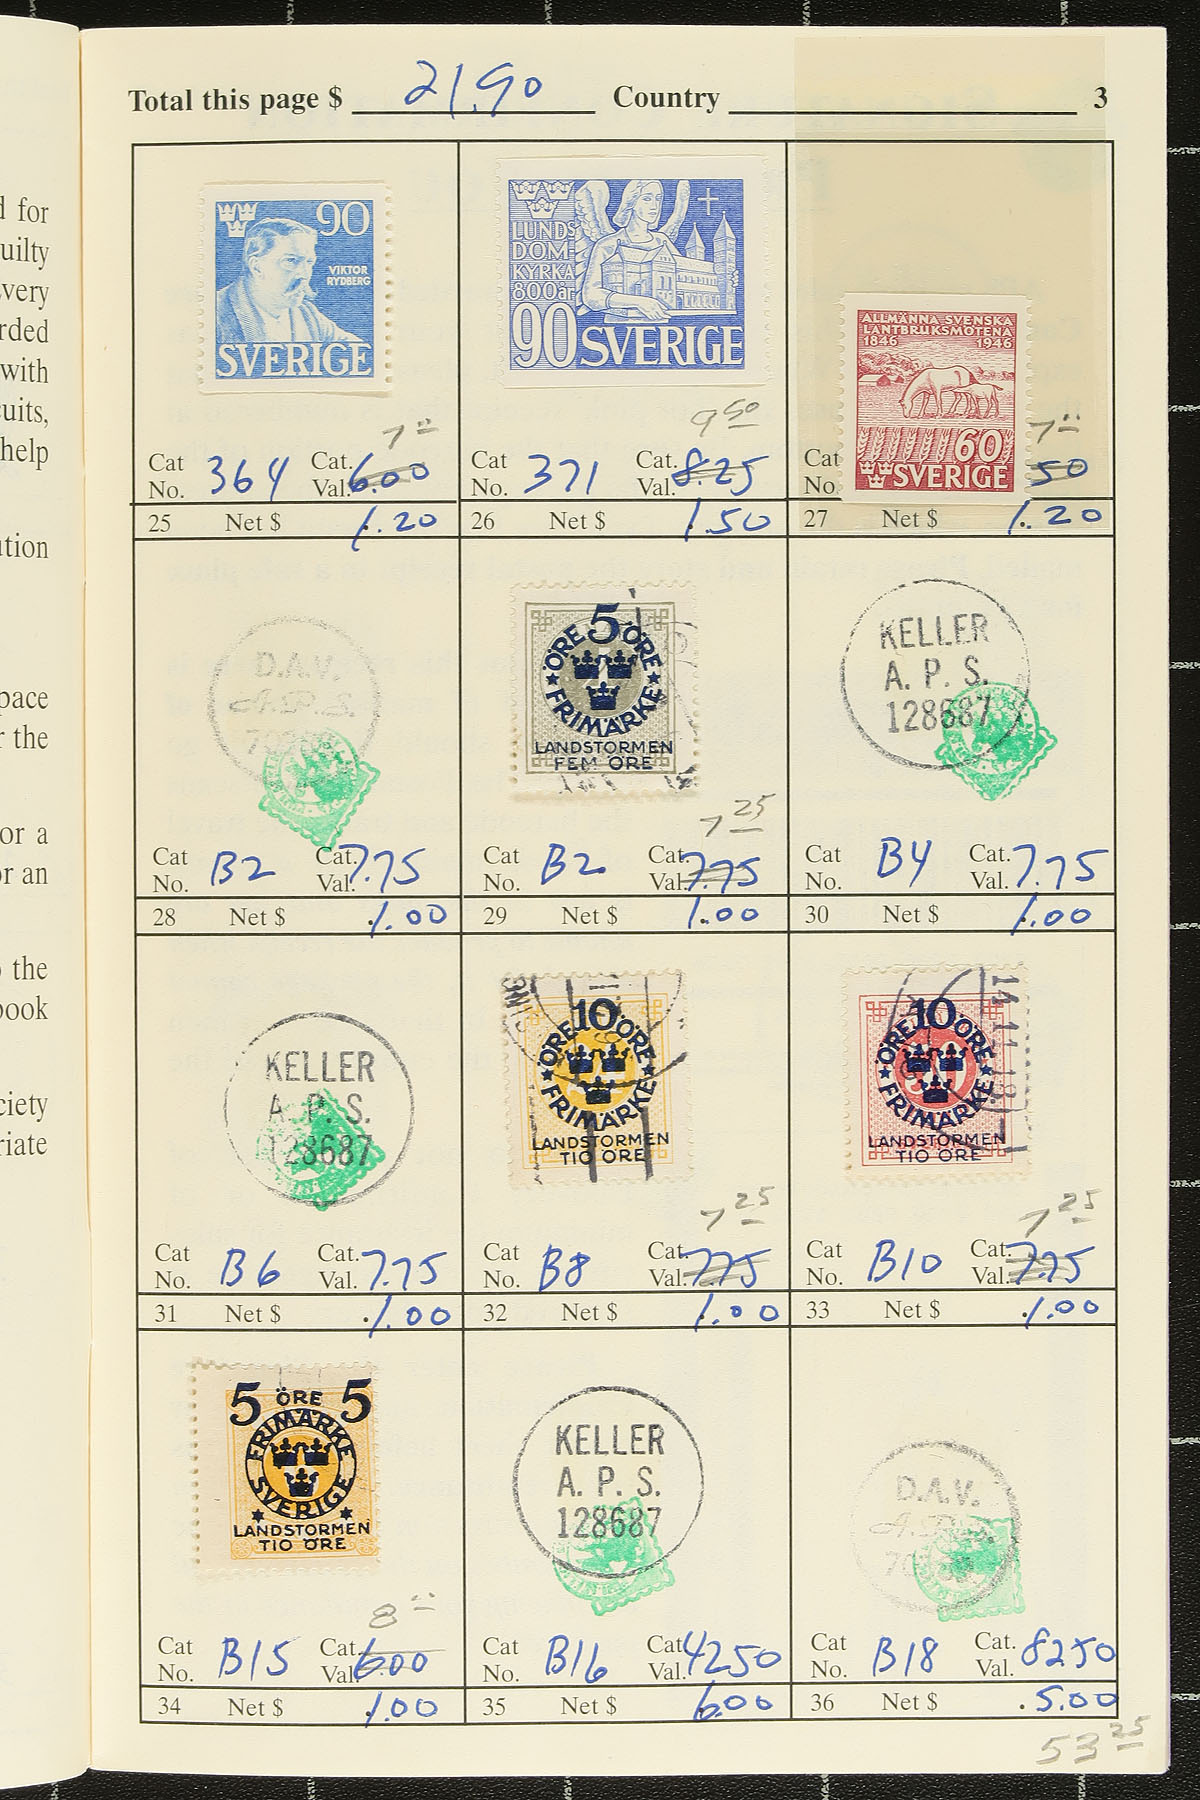 d for
uilty
very
rded
with
cuits,
help
ution
pace
r the
or a
or an
o the
book
ciety
riate
Total this page $ 21.90 Country 3
90
VIKTOR
RYDBERG
SVERIGE
7 00
Cat No. 364 Cat. Val. 6.00
25 Net $ 1.20
LUNDS
DOM-
KYRKA
800år
90 SVERIGE
9 50
Cat No. 371 Cat. Val. 8.25
26 Net $ 1.50
ALLMÄNNA SVENSKA
LANTBRUKSMÖTENA
1846 1946
60
SVERIGE
7 00
Cat No. 50
27 Net $ 1.20
D.A.V.
A.P.S.
Cat No. B2 Cat. Val. 7.75
28 Net $ 1.00
ÖRE 5 ÖRE
FRIMÄRKE
LANDSTORMEN
FEM ÖRE
7 25
Cat No. B2 Cat. Val. 7.75
29 Net $ 1.00
KELLER
A. P. S.
128687
Cat No. B4 Cat. Val. 7.75
30 Net $ 1.00
KELLER
A. P. S.
128687
Cat No. B6 Cat. Val. 7.75
31 Net $ 1.00
ÖRE 10 ÖRE
FRIMÄRKE
LANDSTORMEN
TIO ÖRE
7 25
Cat No. B8 Cat. Val. 7.75
32 Net $ 1.00
ÖRE 10 ÖRE
FRIMÄRKE
LANDSTORMEN
TIO ÖRE
14.11.18.
7 25
Cat No. B10 Cat. Val. 7.75
33 Net $ 1.00
5 ÖRE 5
FRIMÄRKE
SVERIGE
LANDSTORMEN
TIO ÖRE
8 00
Cat No. B15 Cat. Val. 6.00
34 Net $ 1.00
KELLER
A. P. S.
128687
Cat No. B16 Cat. Val. 42.50
35 Net $ 6.00
D.A.V.
Cat No. B18 Cat. Val. 82.50
36 Net $ 5.00
53 25